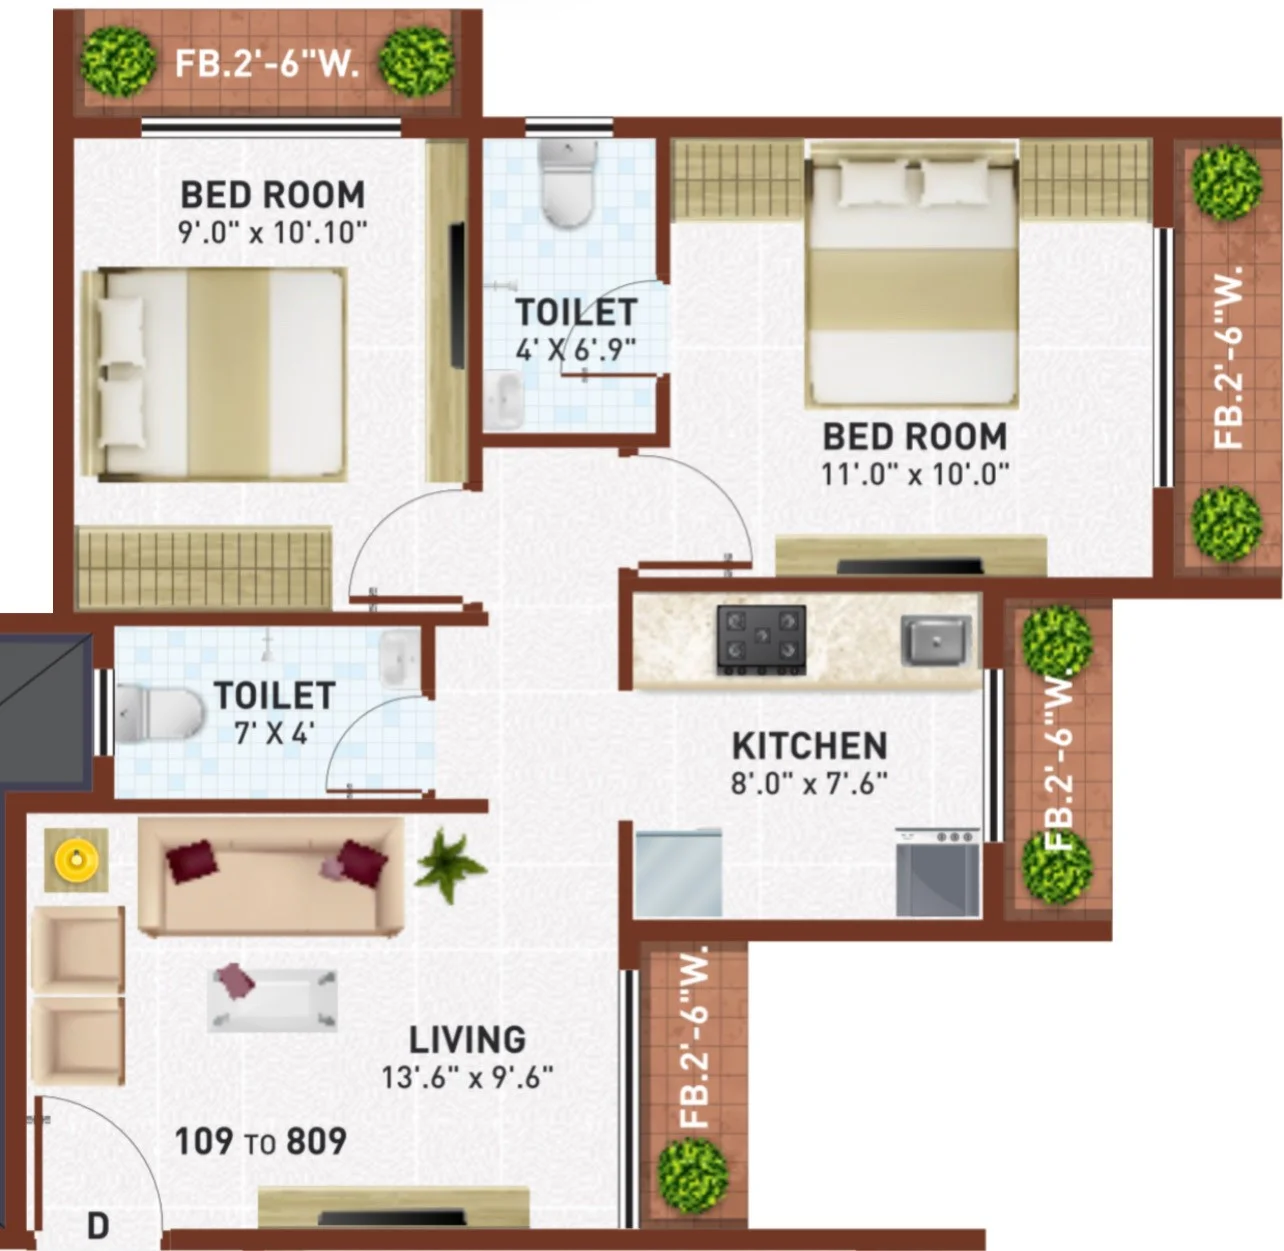 FB.2'-6"W.
BED ROOM
9'.0" x 10'.10"
TOILET
4' X 6'.9"
BED ROOM
11'.0" x 10'.0"
FB.2'-6"W.
TOILET
7' X 4'
KITCHEN
8'.0" x 7'.6"
FB.2'-6"W.
LIVING
13'.6" x 9'.6"
FB.2'-6"W.
109 TO 809
D